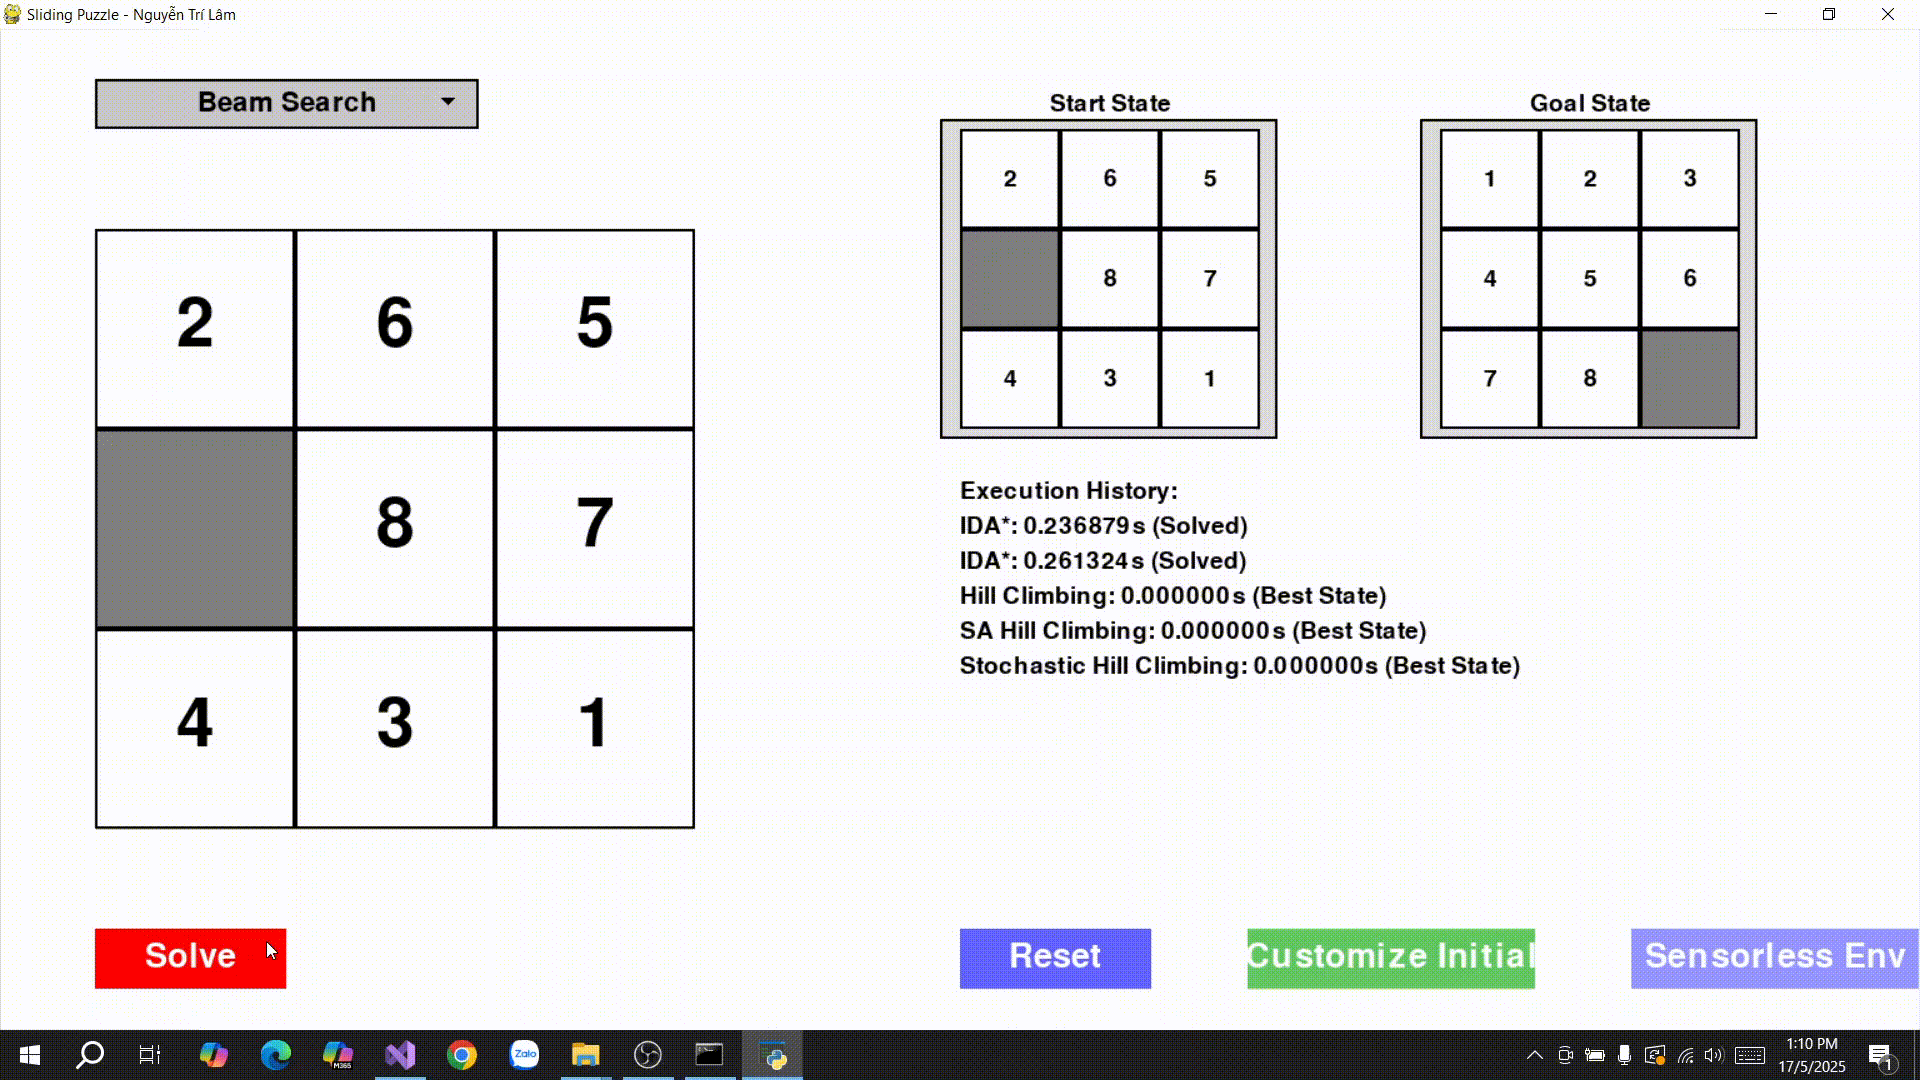 Sliding Puzzle - Nguyễn Trí Lâm
Beam Search
Start State
Goal State
2 6 5
8 7
4 3 1
1 2 3
4 5 6
7 8
2 6 5
8 7
4 3 1
Execution History:
IDA*: 0.236879s (Solved)
IDA*: 0.261324s (Solved)
Hill Climbing: 0.000000s (Best State)
SA Hill Climbing: 0.000000s (Best State)
Stochastic Hill Climbing: 0.000000s (Best State)
Solve
Reset
Customize Initial
Sensorless Env
M365
Zalo
1:10 PM
17/5/2025
1